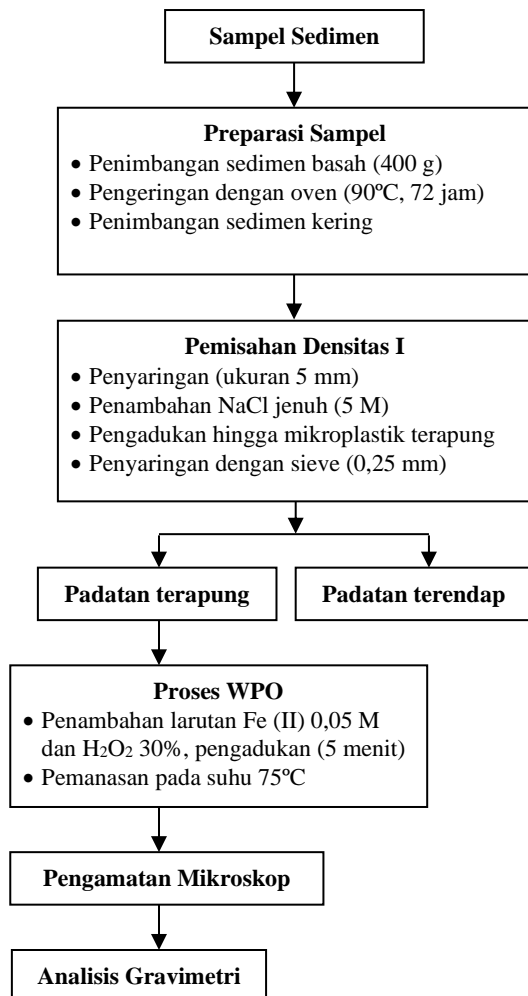 Sampel Sedimen
Preparasi Sampel
• Penimbangan sedimen basah (400 g)
• Pengeringan dengan oven (90ºC, 72 jam)
• Penimbangan sedimen kering
Pemisahan Densitas I
• Penyaringan (ukuran 5 mm)
• Penambahan NaCl jenuh (5 M)
• Pengadukan hingga mikroplastik terapung
• Penyaringan dengan sieve (0,25 mm)
Padatan terapung
Padatan terendap
Proses WPO
• Penambahan larutan Fe (II) 0,05 M
dan H₂O₂ 30%, pengadukan (5 menit)
• Pemanasan pada suhu 75ºC
Pengamatan Mikroskop
Analisis Gravimetri